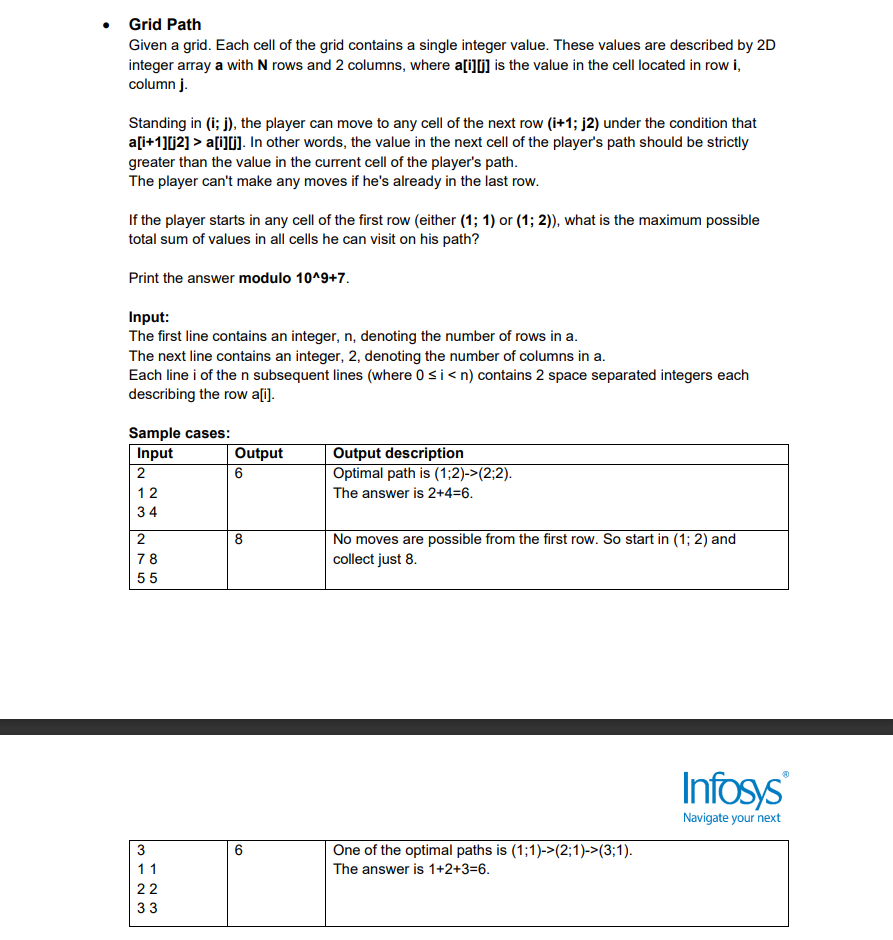 • Grid Path
Given a grid. Each cell of the grid contains a single integer value. These values are described by 2D
integer array a with N rows and 2 columns, where a[i][j] is the value in the cell located in row i,
column j.
Standing in (i; j), the player can move to any cell of the next row (i+1; j2) under the condition that
a[i+1][j2] > a[i][j]. In other words, the value in the next cell of the player's path should be strictly
greater than the value in the current cell of the player's path.
The player can't make any moves if he's already in the last row.
If the player starts in any cell of the first row (either (1; 1) or (1; 2)), what is the maximum possible
total sum of values in all cells he can visit on his path?
Print the answer modulo 10^9+7.
Input:
The first line contains an integer, n, denoting the number of rows in a.
The next line contains an integer, 2, denoting the number of columns in a.
Each line i of the n subsequent lines (where 0 ≤ i < n) contains 2 space separated integers each
describing the row a[i].
Sample cases:
Input Output Output description
2 6 Optimal path is (1;2)->(2;2).
1 2 The answer is 2+4=6.
3 4
2 8 No moves are possible from the first row. So start in (1; 2) and
7 8 collect just 8.
5 5
Infosys®
Navigate your next
3 6 One of the optimal paths is (1;1)->(2;1)->(3;1).
1 1 The answer is 1+2+3=6.
2 2
3 3